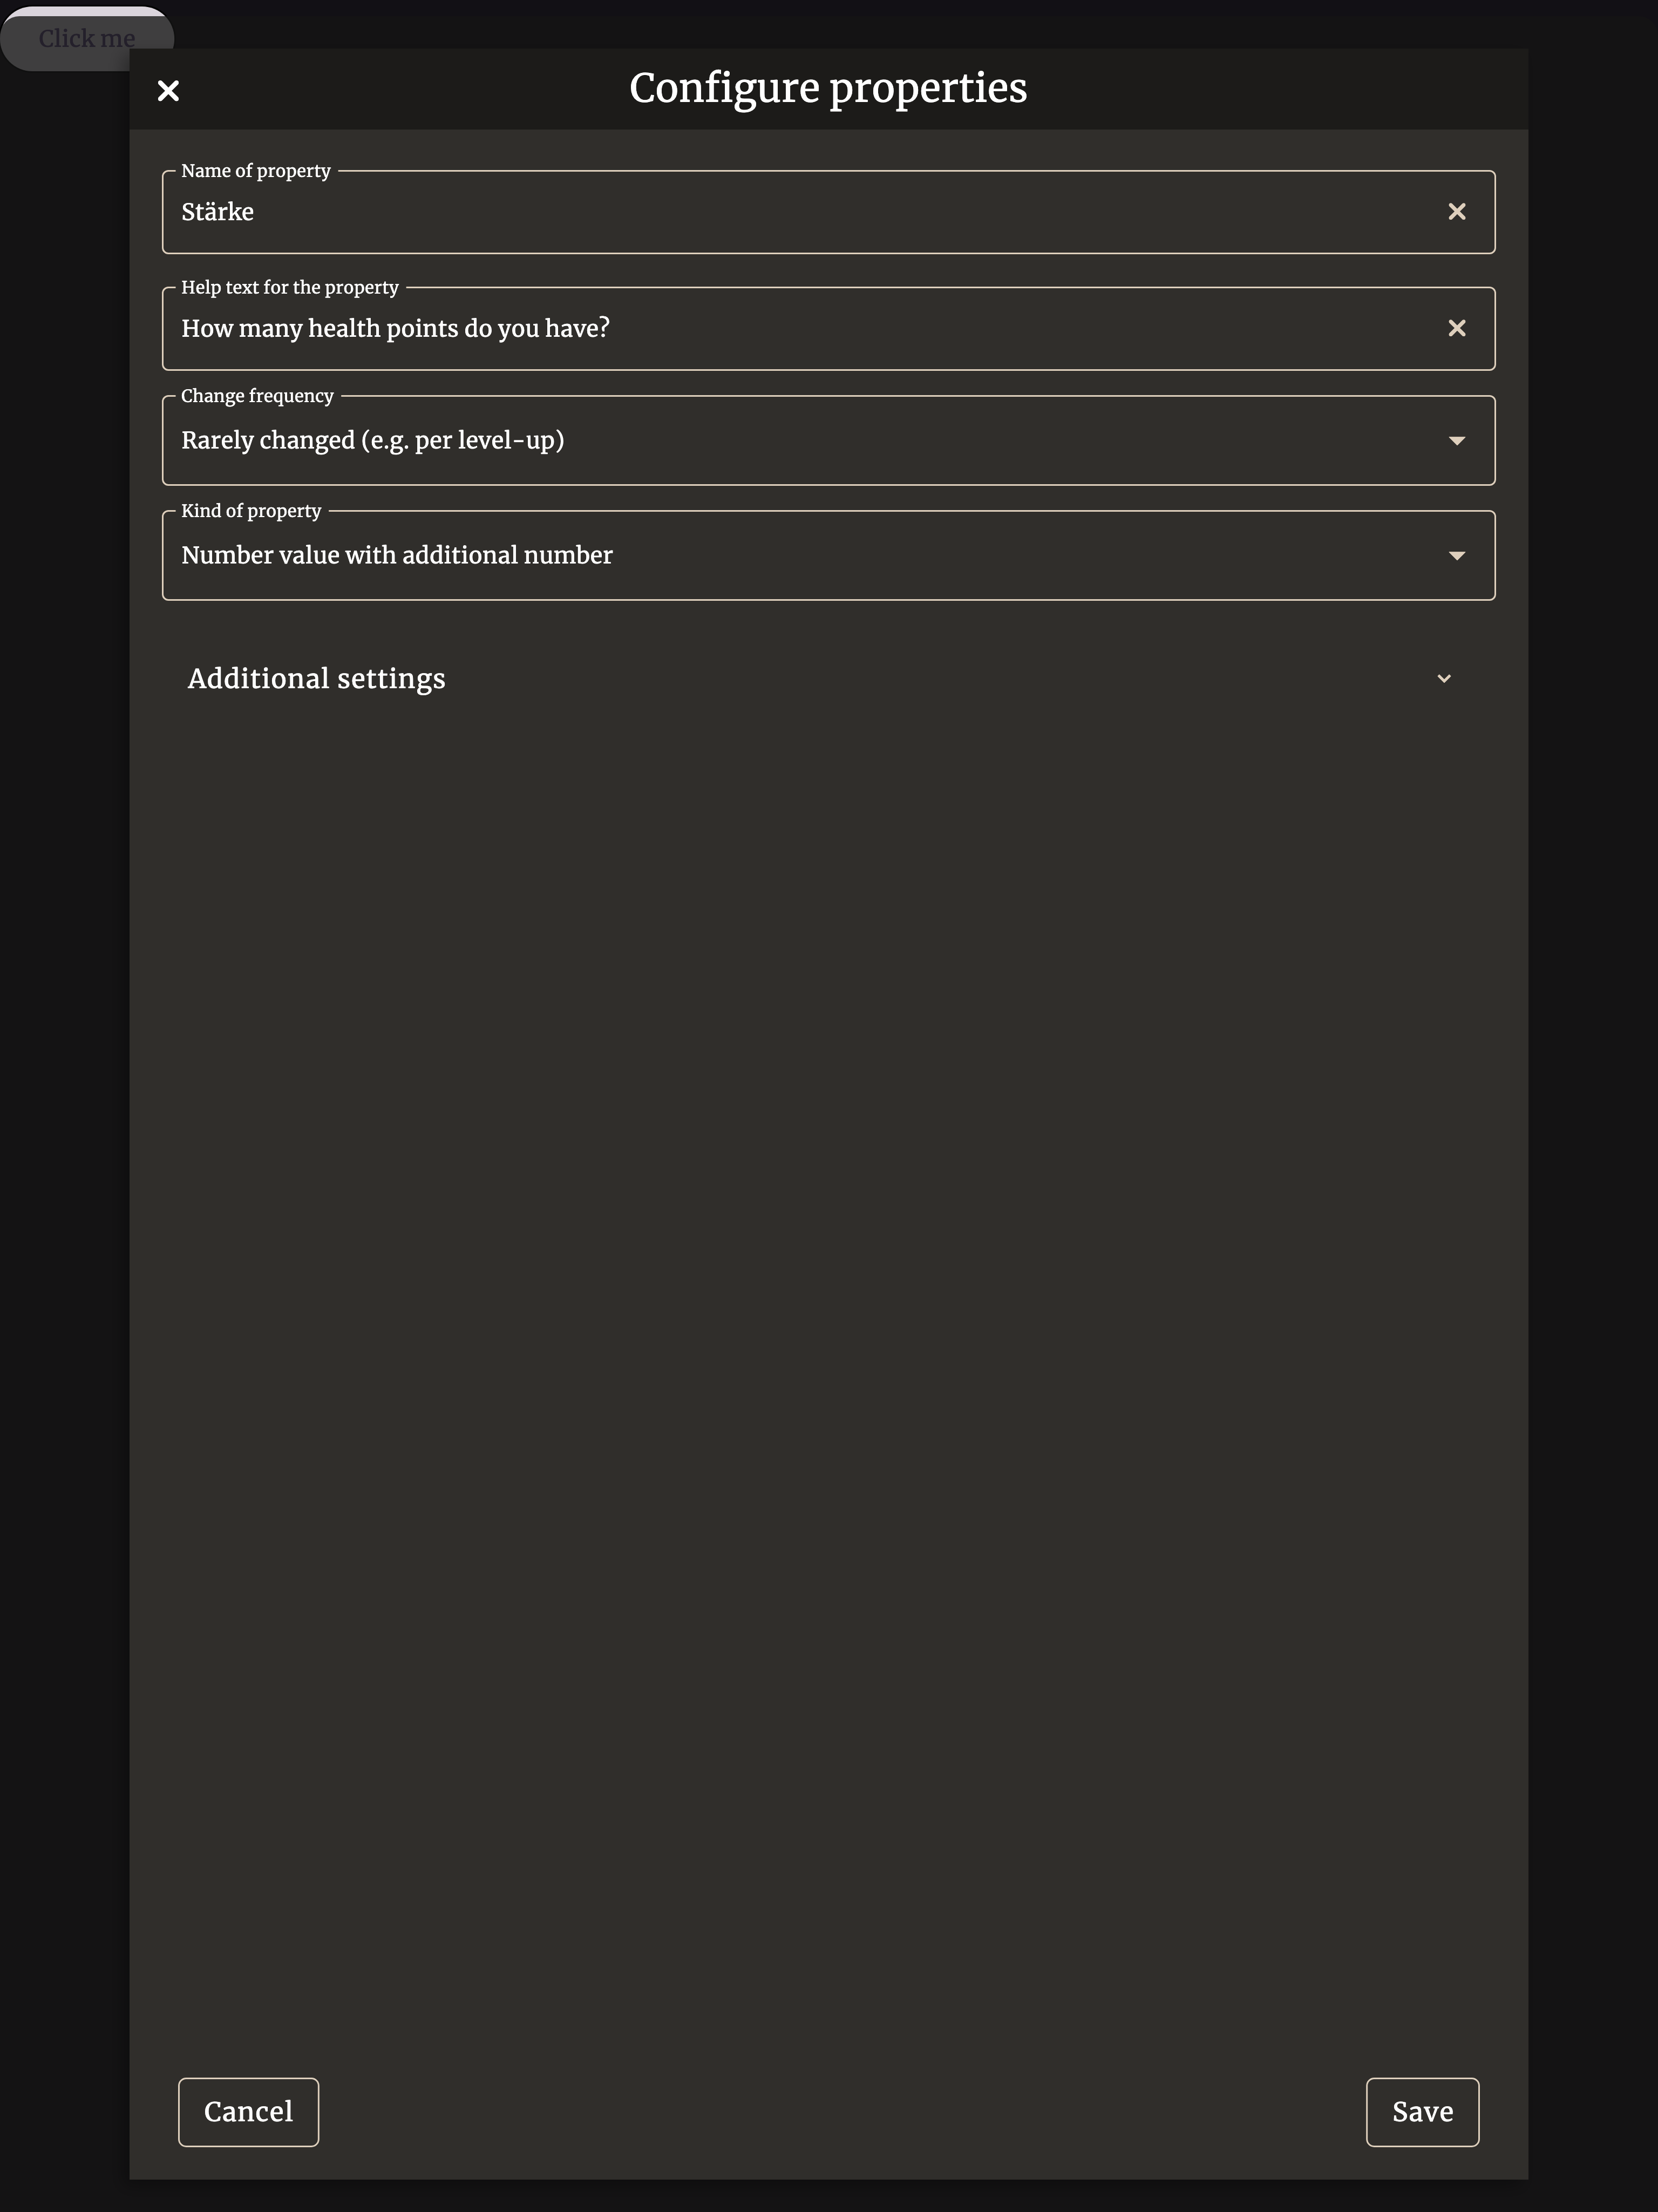 Click me
Configure properties
Name of property
Stärke
Help text for the property
How many health points do you have?
Change frequency
Rarely changed (e.g. per level-up)
Kind of property
Number value with additional number
Additional settings
Cancel
Save